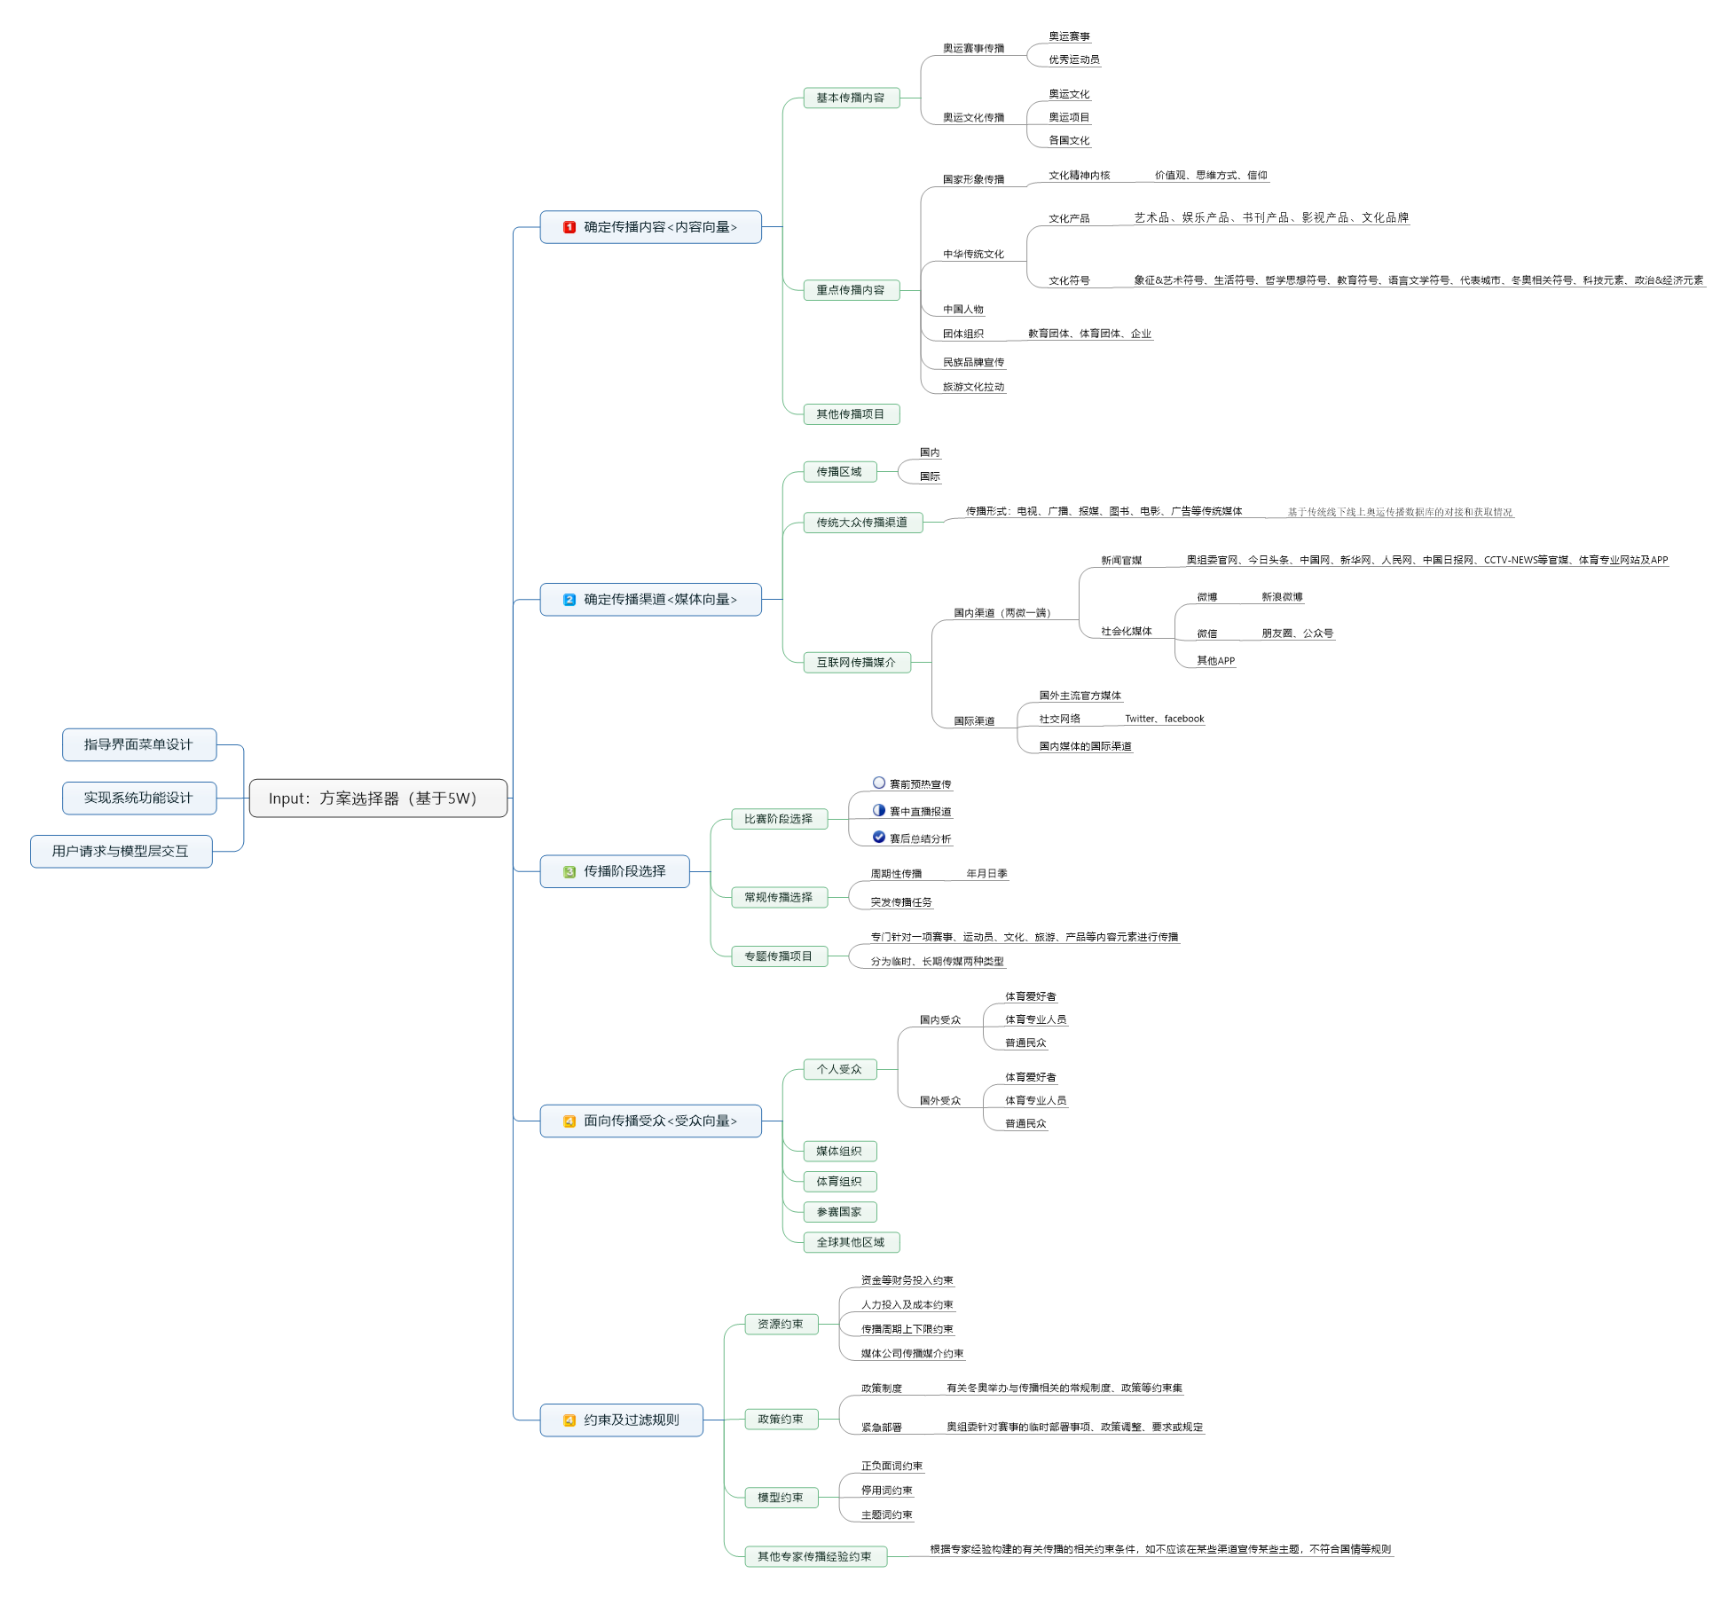 指导界面菜单设计
实现系统功能设计
用户请求与模型层交互
Input：方案选择器（基于5W）
1 确定传播内容<内容向量>
基本传播内容
奥运赛事传播
奥运赛事
优秀运动员
奥运文化传播
奥运文化
奥运项目
各国文化
重点传播内容
国家形象传播
文化精神内核
价值观、思维方式、信仰
中华传统文化
文化产品
艺术品、娱乐产品、书刊产品、影视产品、文化品牌
文化符号
象征&艺术符号、生活符号、哲学思想符号、教育符号、语言文学符号、代表城市、冬奥相关符号、科技元素、政治&经济元素
中国人物
团体组织
教育团体、体育团体、企业
民族品牌宣传
旅游文化拉动
其他传播项目
2 确定传播渠道<媒体向量>
传播区域
国内
国际
传统大众传播渠道
传播形式：电视、广播、报媒、图书、电影、广告等传统媒体
基于传统线下线上奥运传播数据库的对接和获取情况
互联网传播媒介
国内渠道（两微一端）
新闻官媒
奥组委官网、今日头条、中国网、新华网、人民网、中国日报网、CCTV-NEWS等官媒、体育专业网站及APP
社会化媒体
微博
新浪微博
微信
朋友圈、公众号
其他APP
国际渠道
国外主流官方媒体
社交网络
Twitter、facebook
国内媒体的国际渠道
3 传播阶段选择
比赛阶段选择
赛前预热宣传
赛中直播报道
赛后总结分析
常规传播选择
周期性传播
年月日季
突发传播任务
专题传播项目
专门针对一项赛事、运动员、文化、旅游、产品等内容元素进行传播
分为临时、长期传媒两种类型
4 面向传播受众<受众向量>
个人受众
国内受众
体育爱好者
体育专业人员
普通民众
国外受众
体育爱好者
体育专业人员
普通民众
媒体组织
体育组织
参赛国家
全球其他区域
4 约束及过滤规则
资源约束
资金等财务投入约束
人力投入及成本约束
传播周期上下限约束
媒体公司传播媒介约束
政策约束
政策制度
有关冬奥举办与传播相关的常规制度、政策等约束集
紧急部署
奥组委针对赛事的临时部署事项、政策调整、要求或规定
模型约束
正负面词约束
停用词约束
主题词约束
其他专家传播经验约束
根据专家经验构建的有关传播的相关约束条件，如不应该在某些渠道宣传某些主题，不符合国情等规则